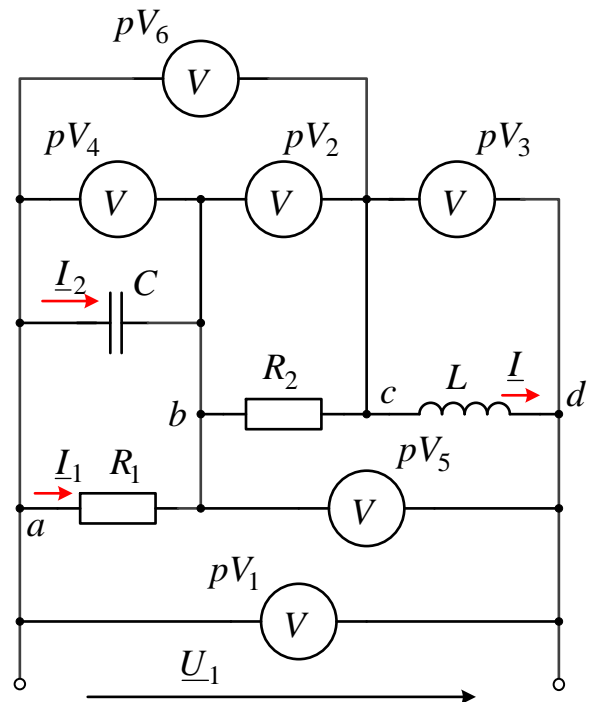 pV₆
V
pV₄ pV₂ pV₃
V V V
I₂ C
R₂ c L I d
b
pV₅
I₁ R₁
V
a
pV₁
V
U₁